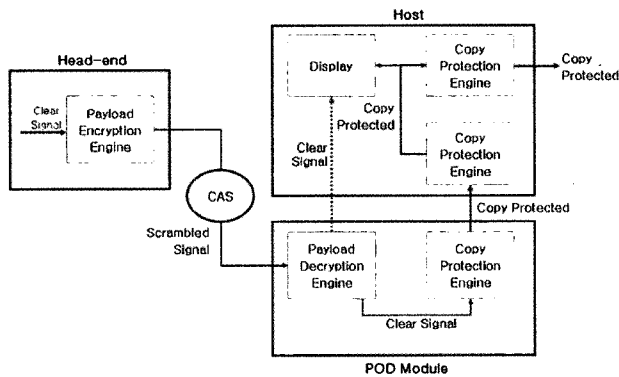 Host
Head-end
Clear
Signal
Payload
Encryption
Engine
Display
Copy
Protection
Engine
Copy
Protected
Copy
Protected
Clear
Signal
Copy
Protection
Engine
CAS
Copy Protected
Scrambled
Signal
Payload
Decryption
Engine
Copy
Protection
Engine
Clear Signal
POD Module